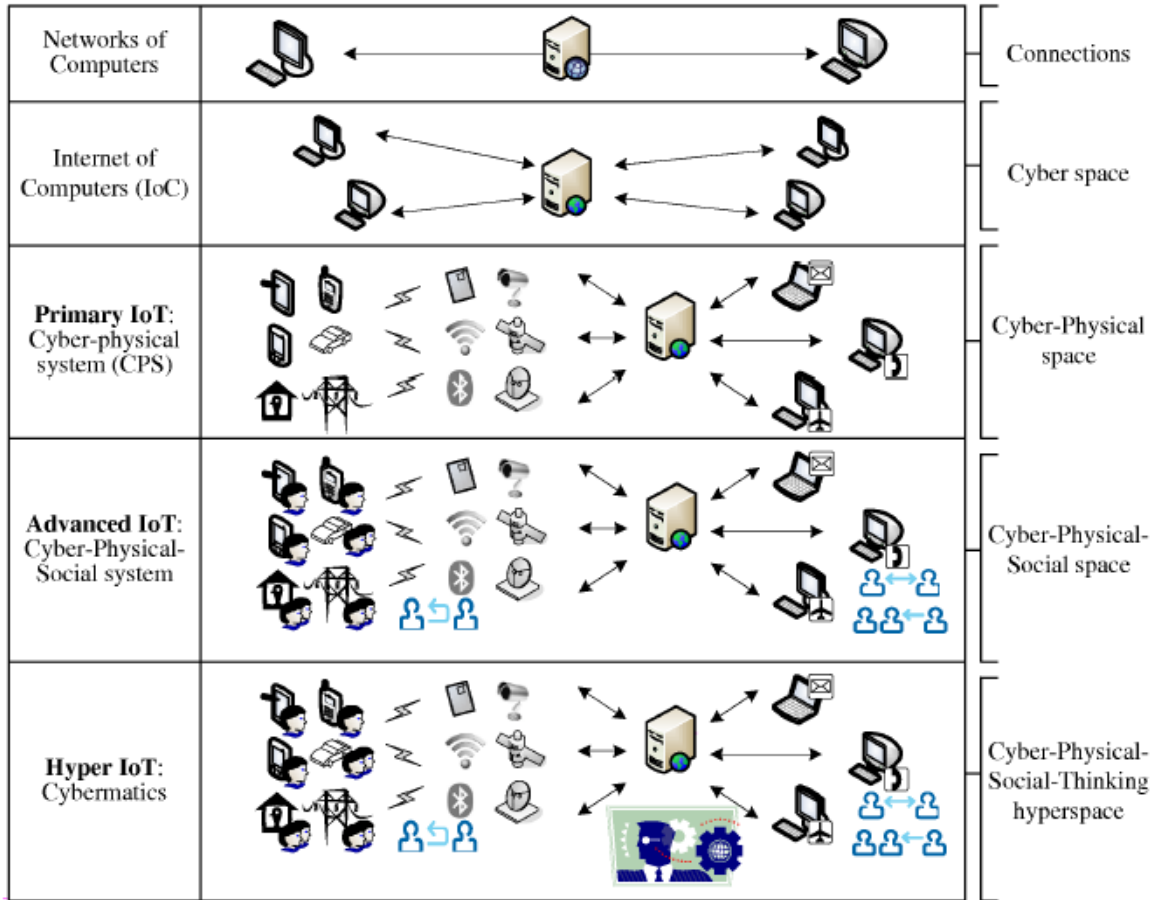 Networks of
Computers
Connections
Internet of
Computers (IoC)
Cyber space
Primary IoT:
Cyber-physical
system (CPS)
Cyber-Physical
space
Advanced IoT:
Cyber-Physical-
Social system
Cyber-Physical-
Social space
Hyper IoT:
Cybermatics
Cyber-Physical-
Social-Thinking
hyperspace